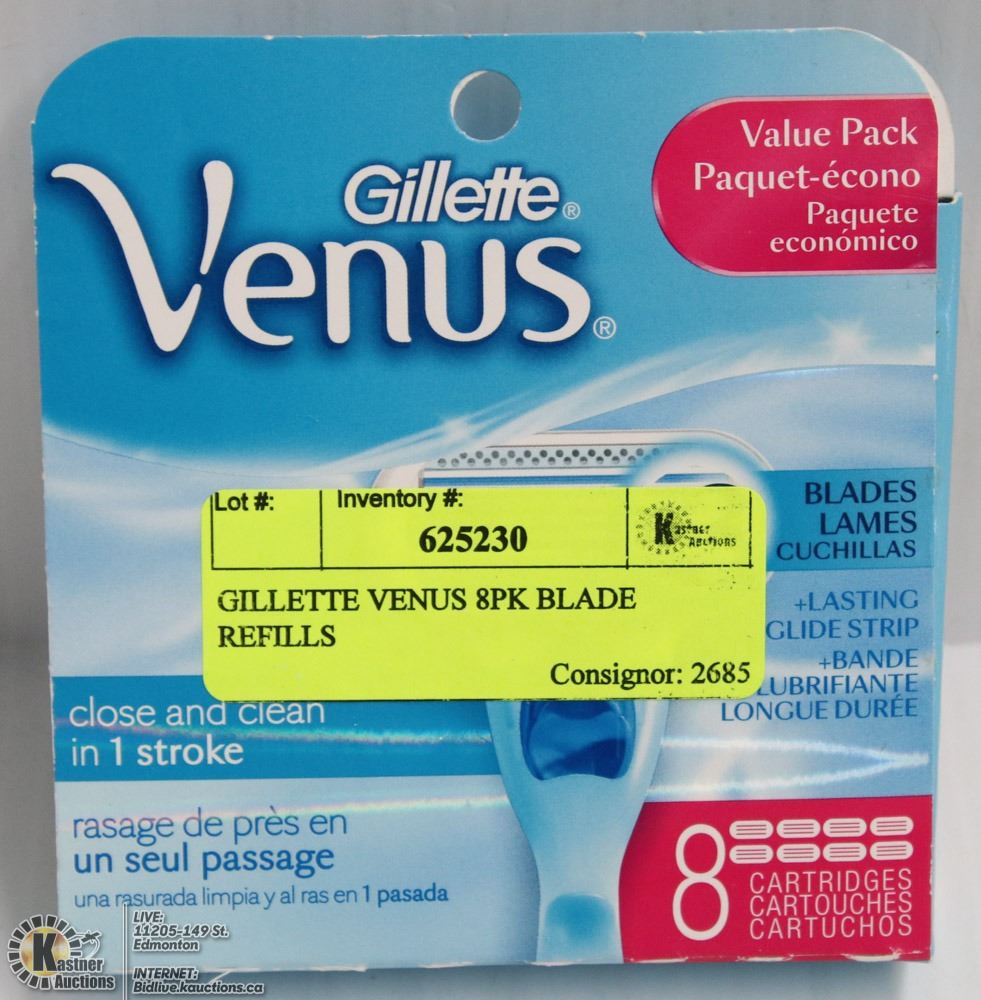 Value Pack
Paquet-écono
Paquete
económico
Gillette®
Venus®
Lot #:
Inventory #:
625230
Kastner
Auctions
GILLETTE VENUS 8PK BLADE
REFILLS
Consignor: 2685
BLADES
LAMES
CUCHILLAS
+LASTING
GLIDE STRIP
+BANDE
LUBRIFIANTE
LONGUE DURÉE
close and clean
in 1 stroke
rasage de près en
un seul passage
una rasurada limpia y al ras en 1 pasada
8
CARTRIDGES
CARTOUCHES
CARTUCHOS
Kastner
Auctions
LIVE:
11205-149 St.
Edmonton
INTERNET:
Bidlive.kauctions.ca